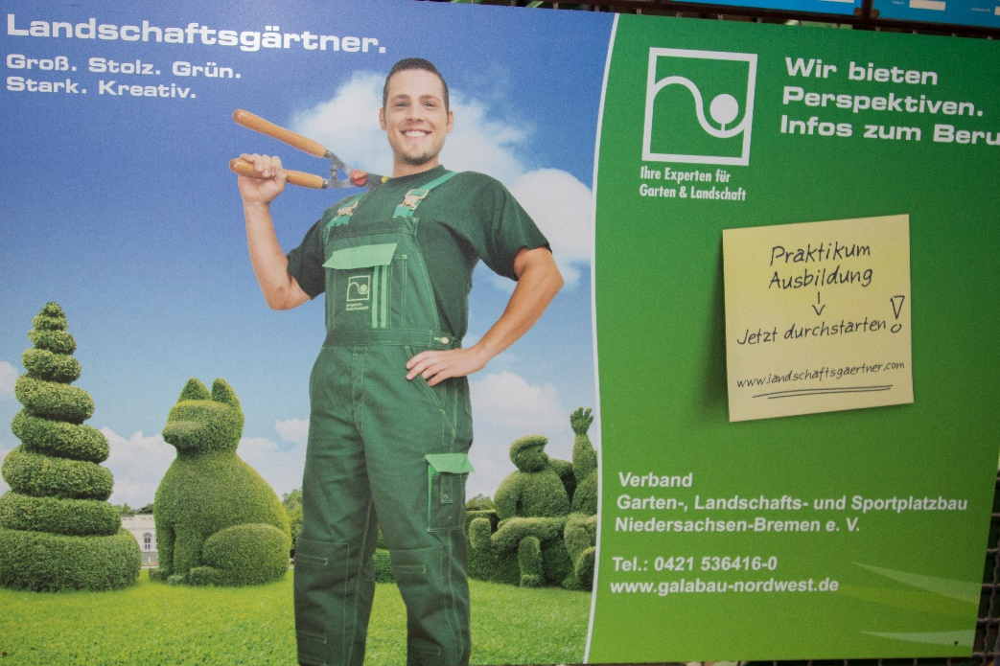 Landschaftsgärtner.
Groß. Stolz. Grün.
Stark. Kreativ.
Wir bieten
Perspektiven.
Infos zum Beru
Ihre Experten für
Garten & Landschaft
Praktikum
Ausbildung
↓
Jetzt durchstarten!
www.landschaftsgaertner.com
Verband
Garten-, Landschafts- und Sportplatzbau
Niedersachsen-Bremen e. V.
Tel.: 0421 536416-0
www.galabau-nordwest.de